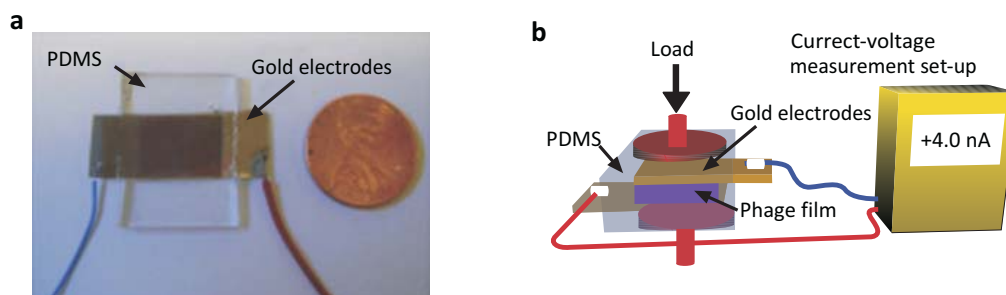 a
PDMS
Gold electrodes
b
Load
Currect-voltage
measurement set-up
Gold electrodes
PDMS
+4.0 nA
Phage film